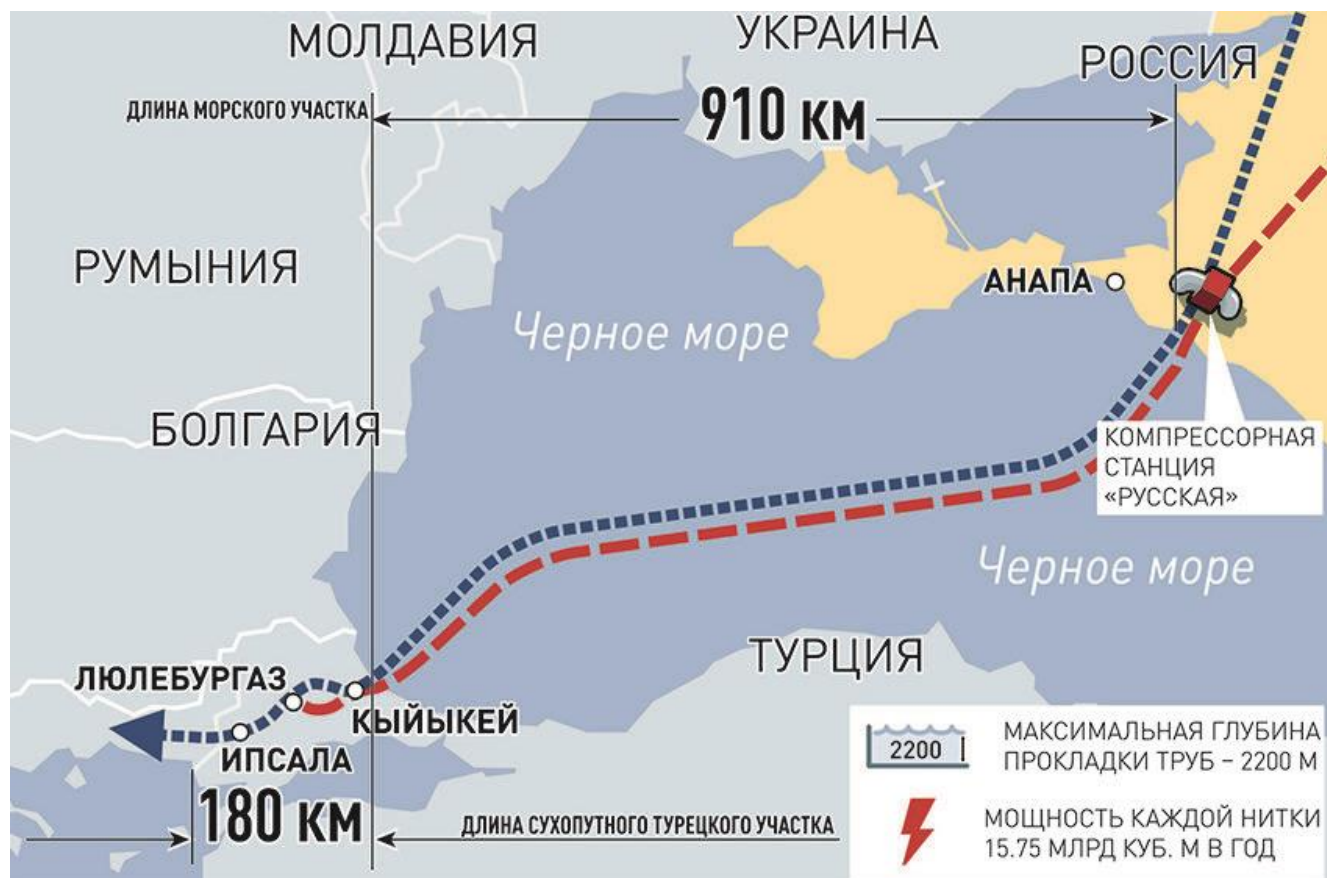 МОЛДАВИЯ
УКРАИНА
РОССИЯ
ДЛИНА МОРСКОГО УЧАСТКА
910 КМ
РУМЫНИЯ
АНАПА
Черное море
БОЛГАРИЯ
КОМПРЕССОРНАЯ
СТАНЦИЯ
«РУССКАЯ»
Черное море
ТУРЦИЯ
ЛЮЛЕБУРГАЗ
КЫЙЫКЕЙ
ИПСАЛА
180 КМ
ДЛИНА СУХОПУТНОГО ТУРЕЦКОГО УЧАСТКА
2200
МАКСИМАЛЬНАЯ ГЛУБИНА
ПРОКЛАДКИ ТРУБ – 2200 М
МОЩНОСТЬ КАЖДОЙ НИТКИ
15.75 МЛРД КУБ. М В ГОД